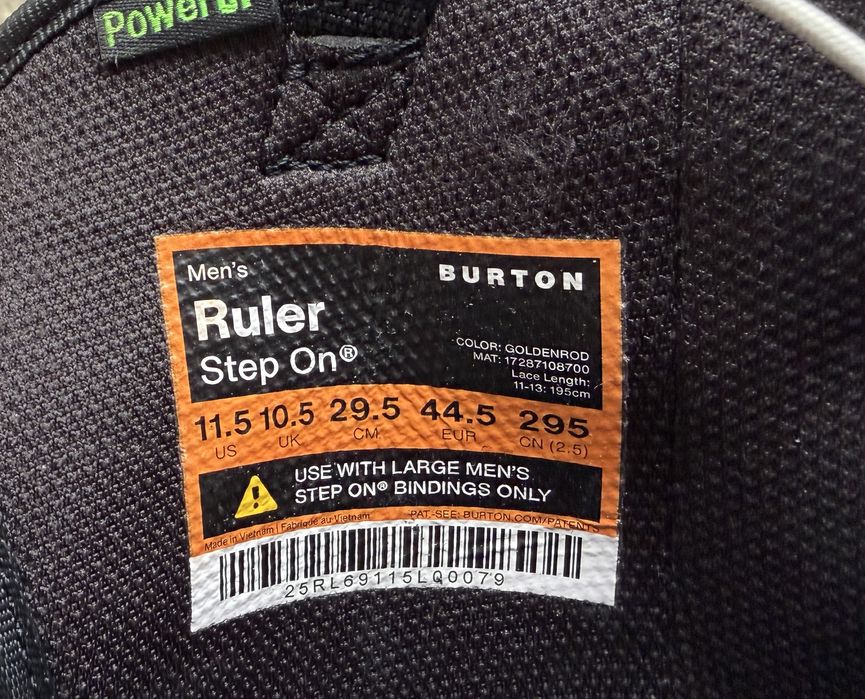 Men's
BURTON
Ruler
Step On®
COLOR: GOLDENROD
MAT: 17287108700
Lace Length:
11-13: 195cm
11.5 10.5 29.5 44.5 295
US UK CM EUR CN (2.5)
USE WITH LARGE MEN'S
STEP ON® BINDINGS ONLY
Made in Vietnam | Fabriqué au Vietnam PAT-SEE: BURTON.COM/PATENTS
25RL69115LQ0079